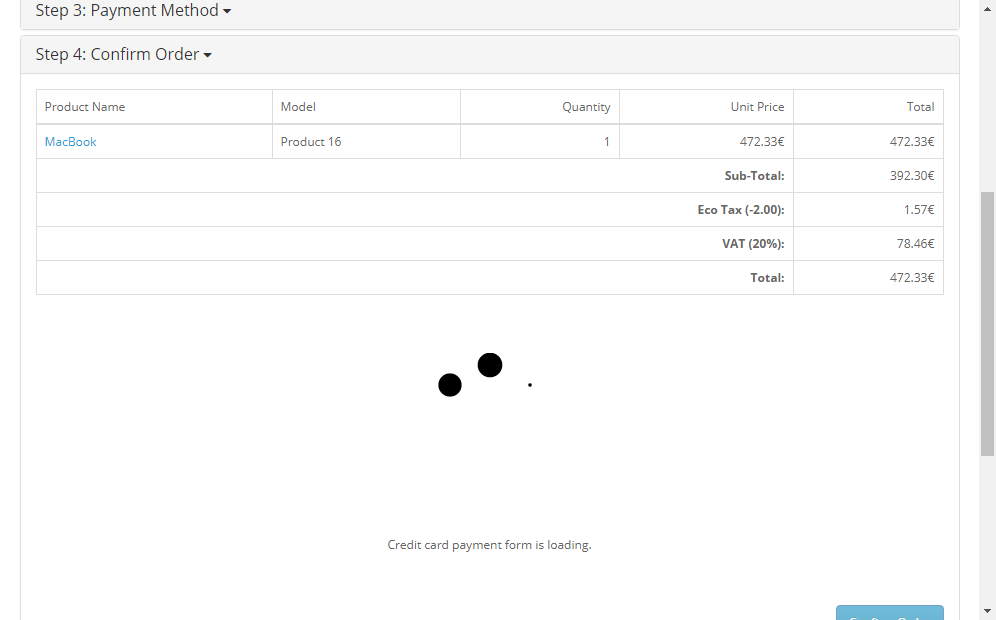 Step 3: Payment Method
Step 4: Confirm Order
Product Name Model Quantity Unit Price Total
MacBook Product 16 1 472.33€ 472.33€
Sub-Total: 392.30€
Eco Tax (-2.00): 1.57€
VAT (20%): 78.46€
Total: 472.33€
Credit card payment form is loading.